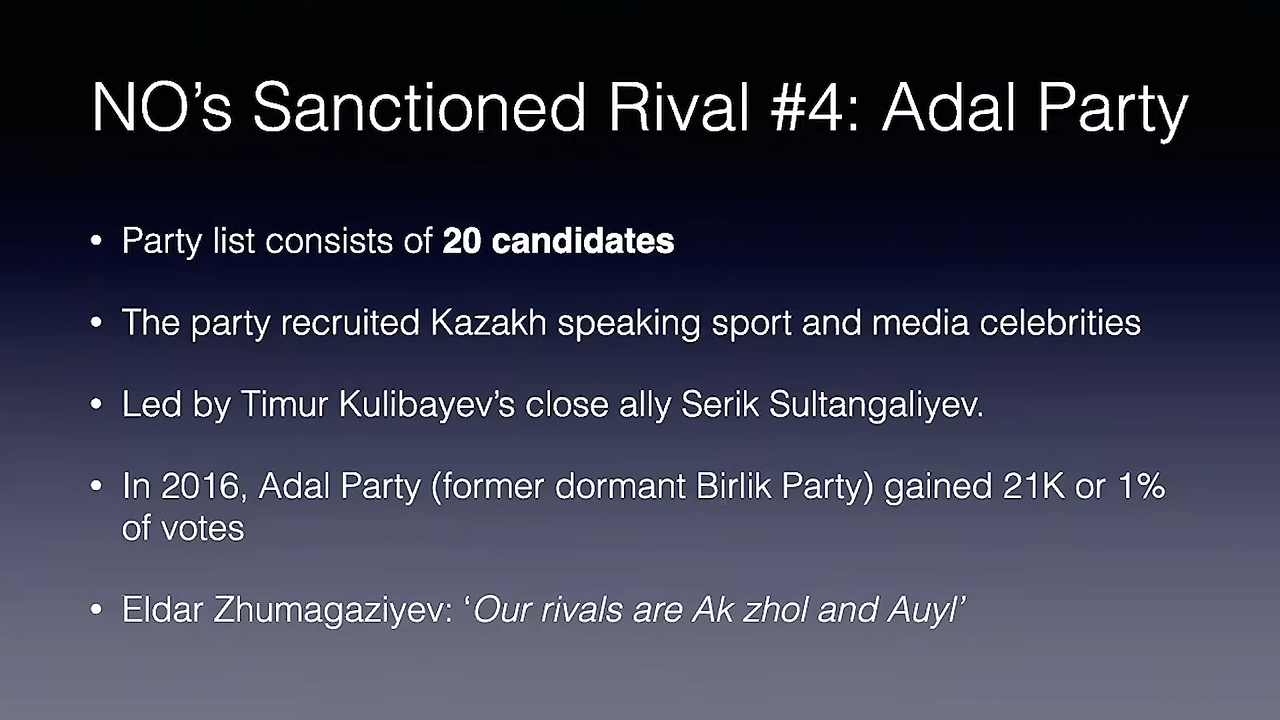 NO’s Sanctioned Rival #4: Adal Party
• Party list consists of 20 candidates
• The party recruited Kazakh speaking sport and media celebrities
• Led by Timur Kulibayev’s close ally Serik Sultangaliyev.
• In 2016, Adal Party (former dormant Birlik Party) gained 21K or 1%
of votes
• Eldar Zhumagaziyev: ‘Our rivals are Ak zhol and Auyl’